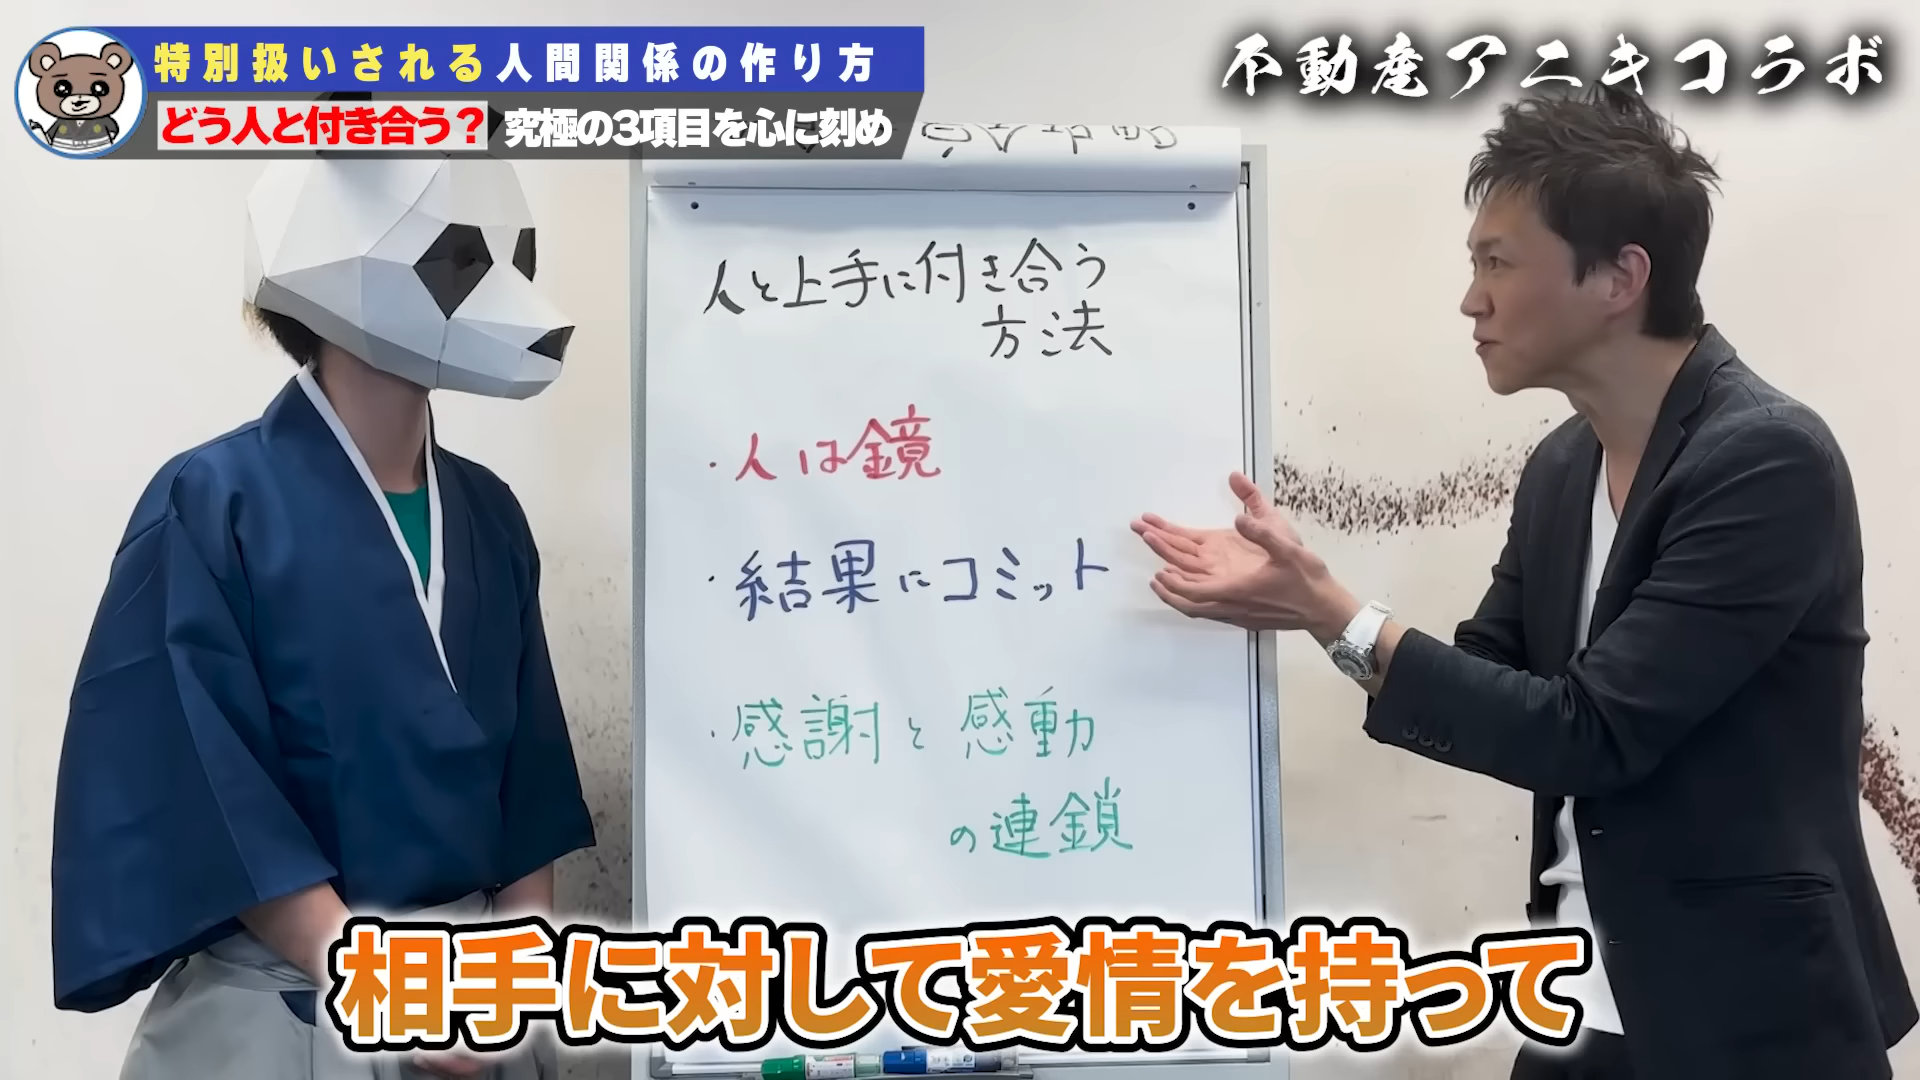 特別扱いされる人間関係の作り方
どう人と付き合う？ 究極の3項目を心に刻め
不動産アニキコラボ
人と上手に付き合う
方法
・人は鏡
・結果にコミット
・感謝と感動
の連鎖
相手に対して愛情を持って